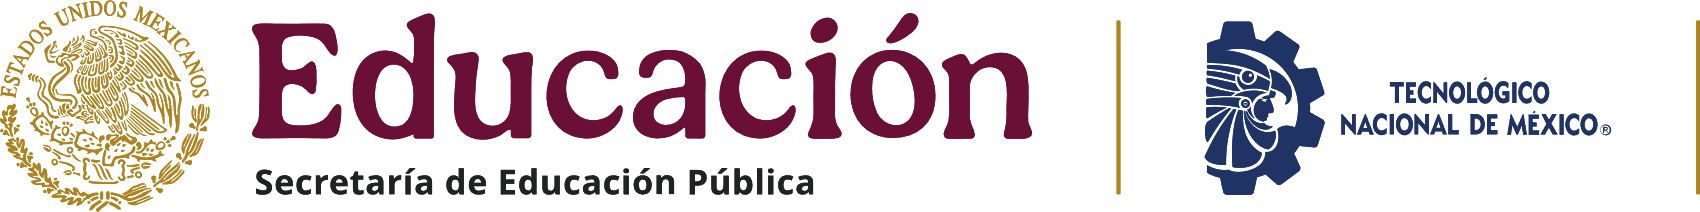 ESTADOS UNIDOS MEXICANOS
Educación
Secretaría de Educación Pública
TECNOLÓGICO
NACIONAL DE MÉXICO®